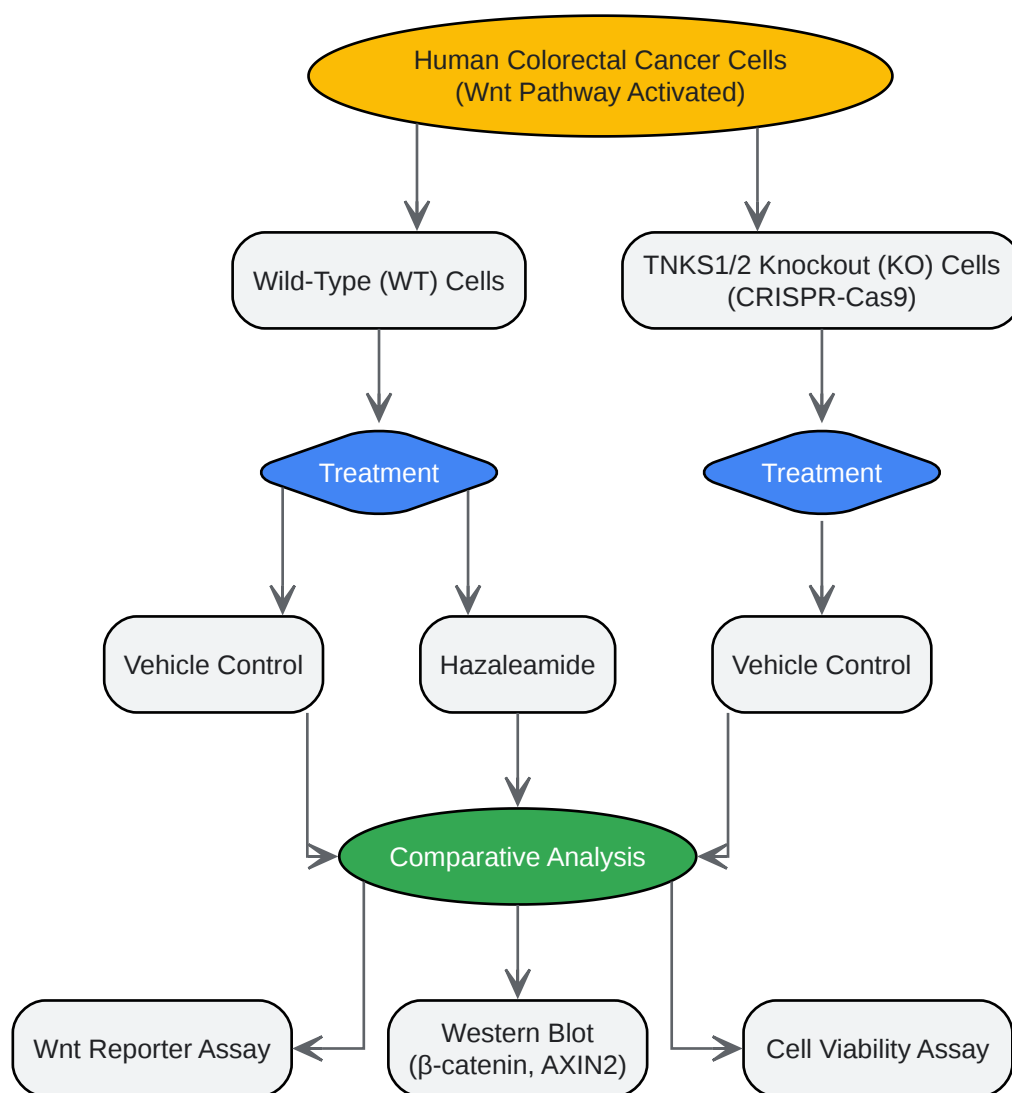 Human Colorectal Cancer Cells
(Wnt Pathway Activated)
Wild-Type (WT) Cells
TNKS1/2 Knockout (KO) Cells
(CRISPR-Cas9)
Treatment
Treatment
Vehicle Control
Hazaleamide
Vehicle Control
Comparative Analysis
Wnt Reporter Assay
Western Blot
(β-catenin, AXIN2)
Cell Viability Assay